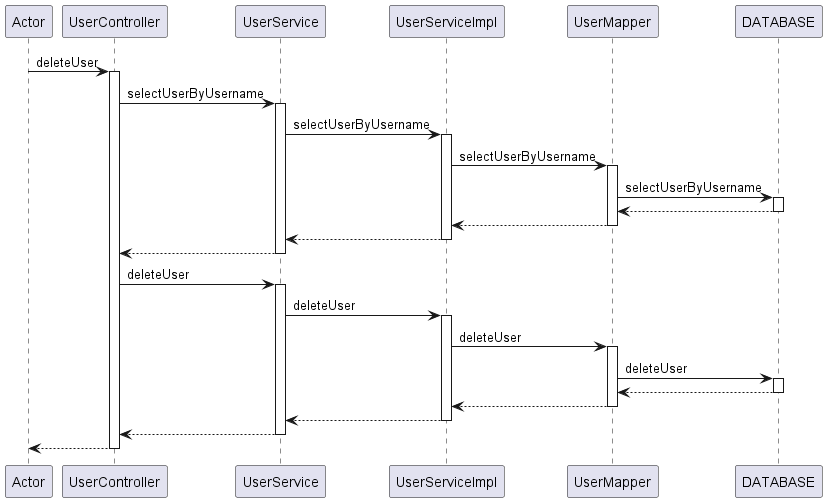 Actor UserController UserService UserServiceImpl UserMapper DATABASE
deleteUser
selectUserByUsername
selectUserByUsername
selectUserByUsername
selectUserByUsername
deleteUser
deleteUser
deleteUser
deleteUser
Actor UserController UserService UserServiceImpl UserMapper DATABASE